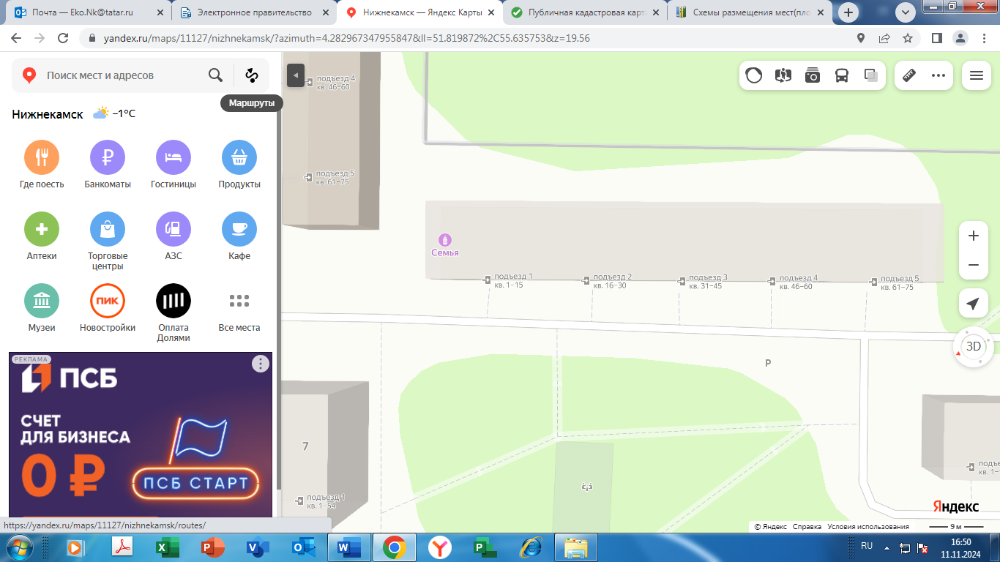 Почта — Eko.Nk@tatar.ru
Электронное правительство
Нижнекамск — Яндекс Карты
Публичная кадастровая карт
Схемы размещения мест(пло
yandex.ru/maps/11127/nizhnekamsk/?azimuth=4.282967347955847&ll=51.819872%2C55.635753&z=19.56
Поиск мест и адресов
Маршруты
Нижнекамск
−1°C
Где поесть
Банкоматы
Гостиницы
Продукты
Аптеки
Торговые центры
АЗС
Кафе
ПИК
Музеи
Новостройки
Оплата Долями
Все места
РЕКЛАМА
ПСБ
СЧЕТ
ДЛЯ БИЗНЕСА
0 ₽
ПСБ СТАРТ
https://yandex.ru/maps/11127/nizhnekamsk/routes/
подъезд 4
кв. 46–60
подъезд 5
кв. 61–75
Семья
подъезд 1
кв. 1–15
подъезд 2
кв. 16–30
подъезд 3
кв. 31–45
подъезд 4
кв. 46–60
подъезд 5
кв. 61–75
P
3D
7
подъезд 1
кв. 1–54
подъе
кв. 1–
Яндекс
© Яндекс Справка Условия использования
9 м
RU
16:50
11.11.2024